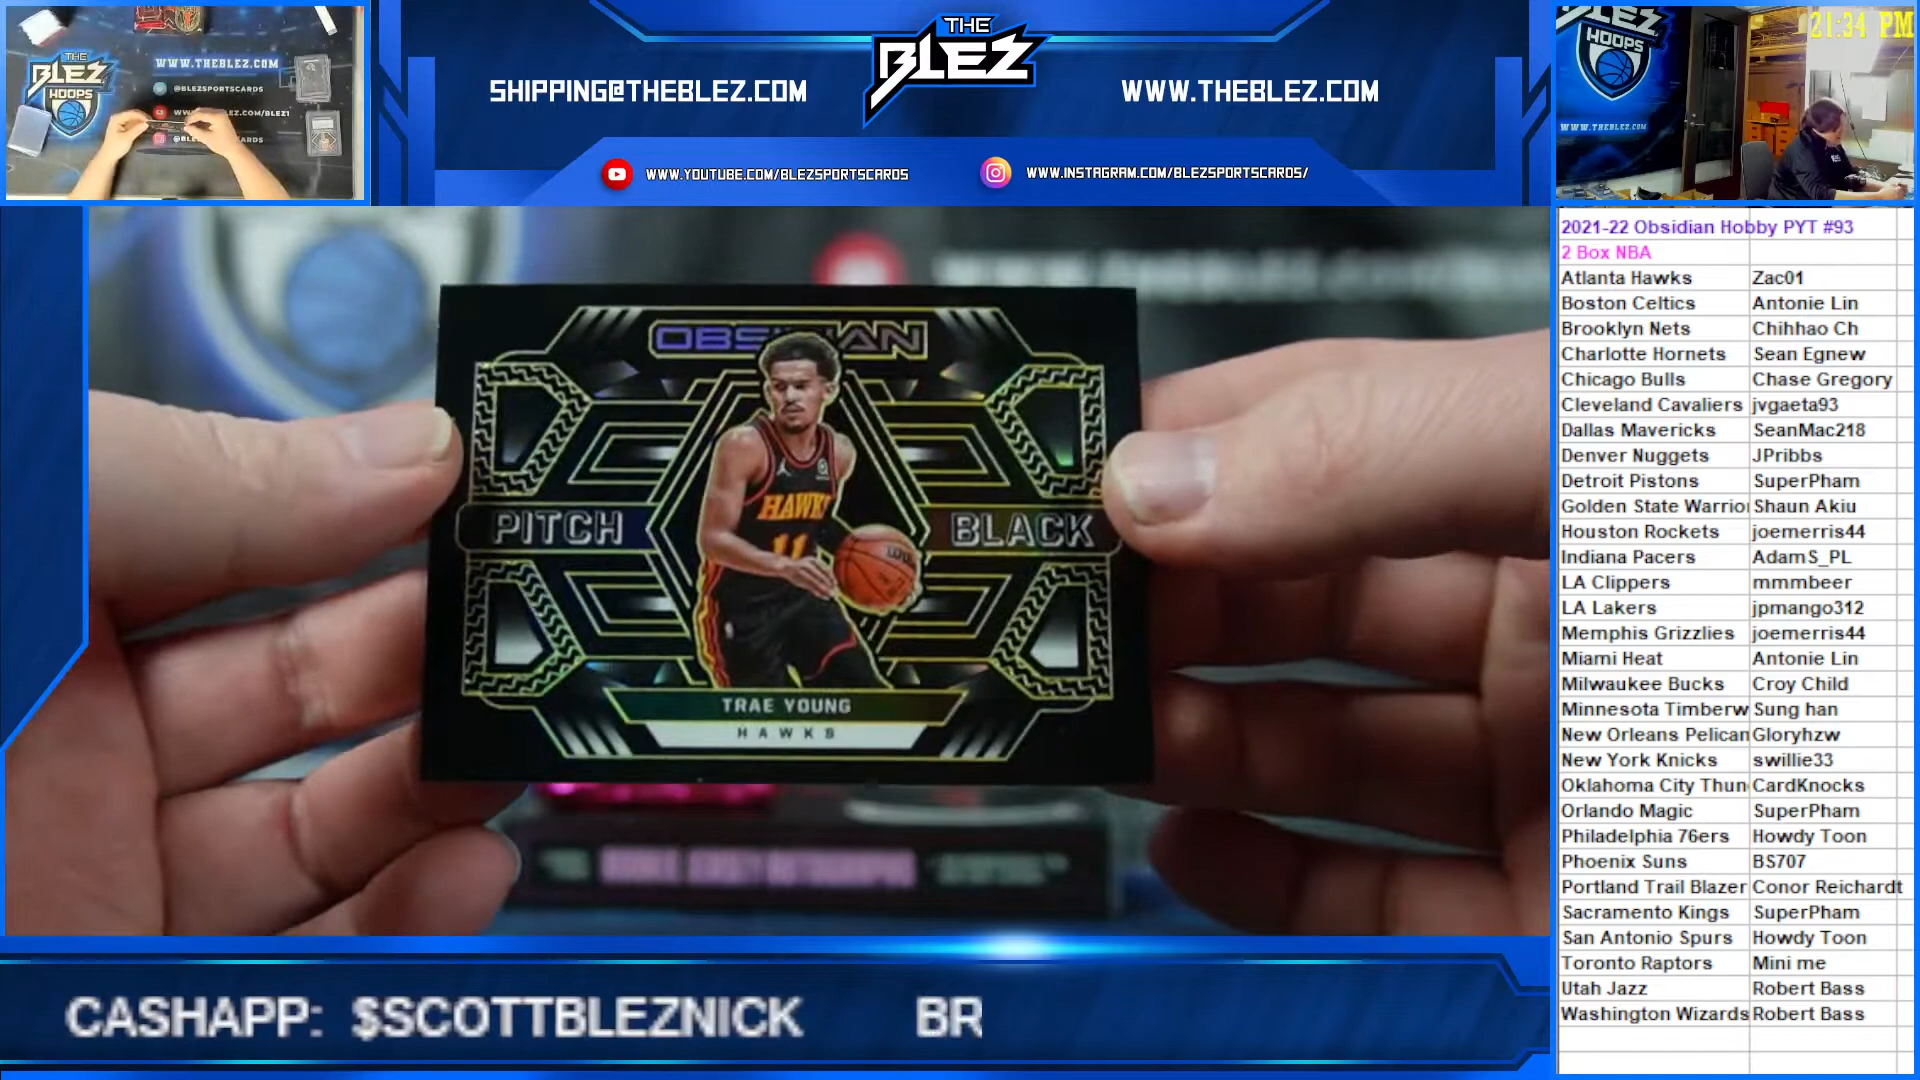 THE
BLEZ
HOOPS
WWW.THEBLEZ.COM
@BLEZSPORTSCARDS
WWW.YOUTUBE.COM/BLEZ1
SHIPPING@THEBLEZ.COM
THE
BLEZ
WWW.THEBLEZ.COM
WWW.YOUTUBE.COM/BLEZSPORTSCARDS
WWW.INSTAGRAM.COM/BLEZSPORTSCARDS/
21:34 PM
BLEZ
HOOPS
WWW.THEBLEZ.COM
OBSIDIAN
HAWKS
11
PITCH BLACK
TRAE YOUNG
HAWKS
2021-22 Obsidian Hobby PYT #93
2 Box NBA
Atlanta Hawks Zac01
Boston Celtics Antonie Lin
Brooklyn Nets Chihhao Ch
Charlotte Hornets Sean Egnew
Chicago Bulls Chase Gregory
Cleveland Cavaliers jvgaeta93
Dallas Mavericks SeanMac218
Denver Nuggets JPribbs
Detroit Pistons SuperPham
Golden State Warrio Shaun Akiu
Houston Rockets joemerris44
Indiana Pacers AdamS_PL
LA Clippers mmmbeer
LA Lakers jpmango312
Memphis Grizzlies joemerris44
Miami Heat Antonie Lin
Milwaukee Bucks Croy Child
Minnesota Timberw Sung han
New Orleans Pelican Gloryhzw
New York Knicks swillie33
Oklahoma City Thun CardKnocks
Orlando Magic SuperPham
Philadelphia 76ers Howdy Toon
Phoenix Suns BS707
Portland Trail Blazer Conor Reichardt
Sacramento Kings SuperPham
San Antonio Spurs Howdy Toon
Toronto Raptors Mini me
Utah Jazz Robert Bass
Washington Wizards Robert Bass
CASHAPP: $SCOTTBLEZNICK BR